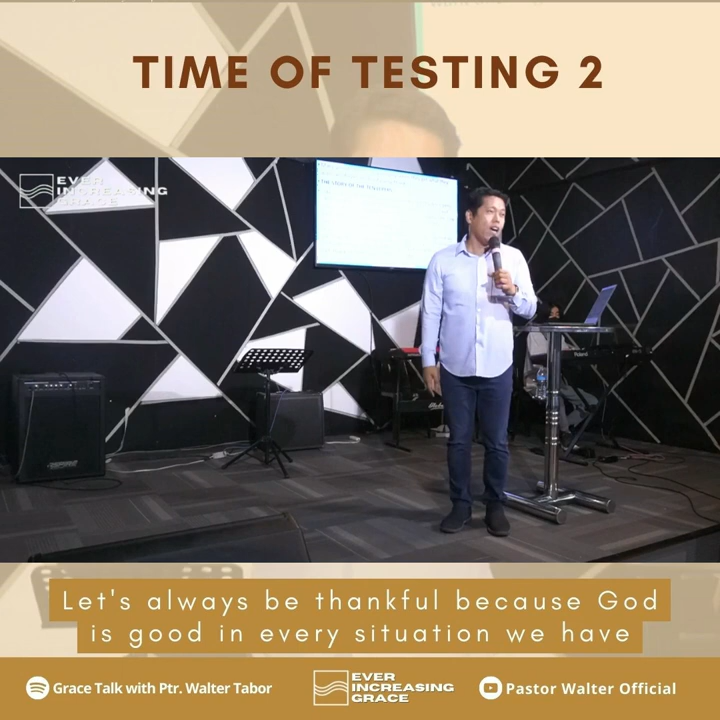 TIME OF TESTING 2
EVER
INCREASING
GRACE
Roland
Let's always be thankful because God
is good in every situation we have
Grace Talk with Ptr. Walter Tabor
EVER
INCREASING
GRACE
Pastor Walter Official